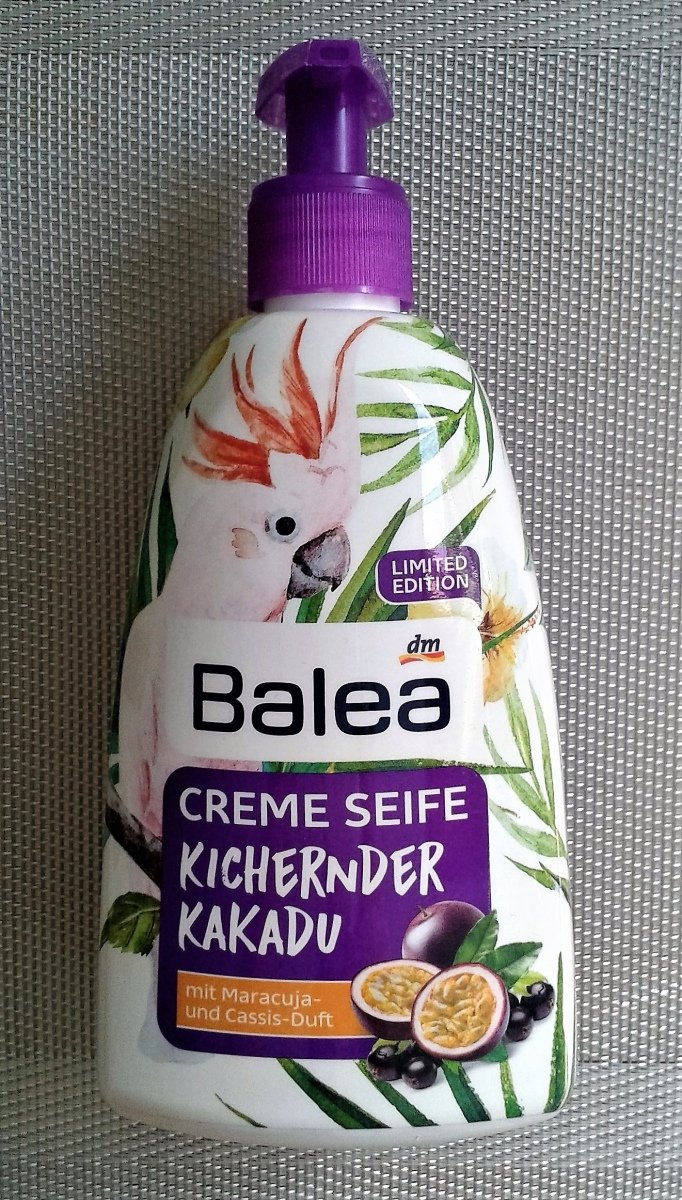 LIMITED
EDITION
dm
Balea
CREME SEIFE
KICHERNDER
KAKADU
mit Maracuja-
und Cassis-Duft